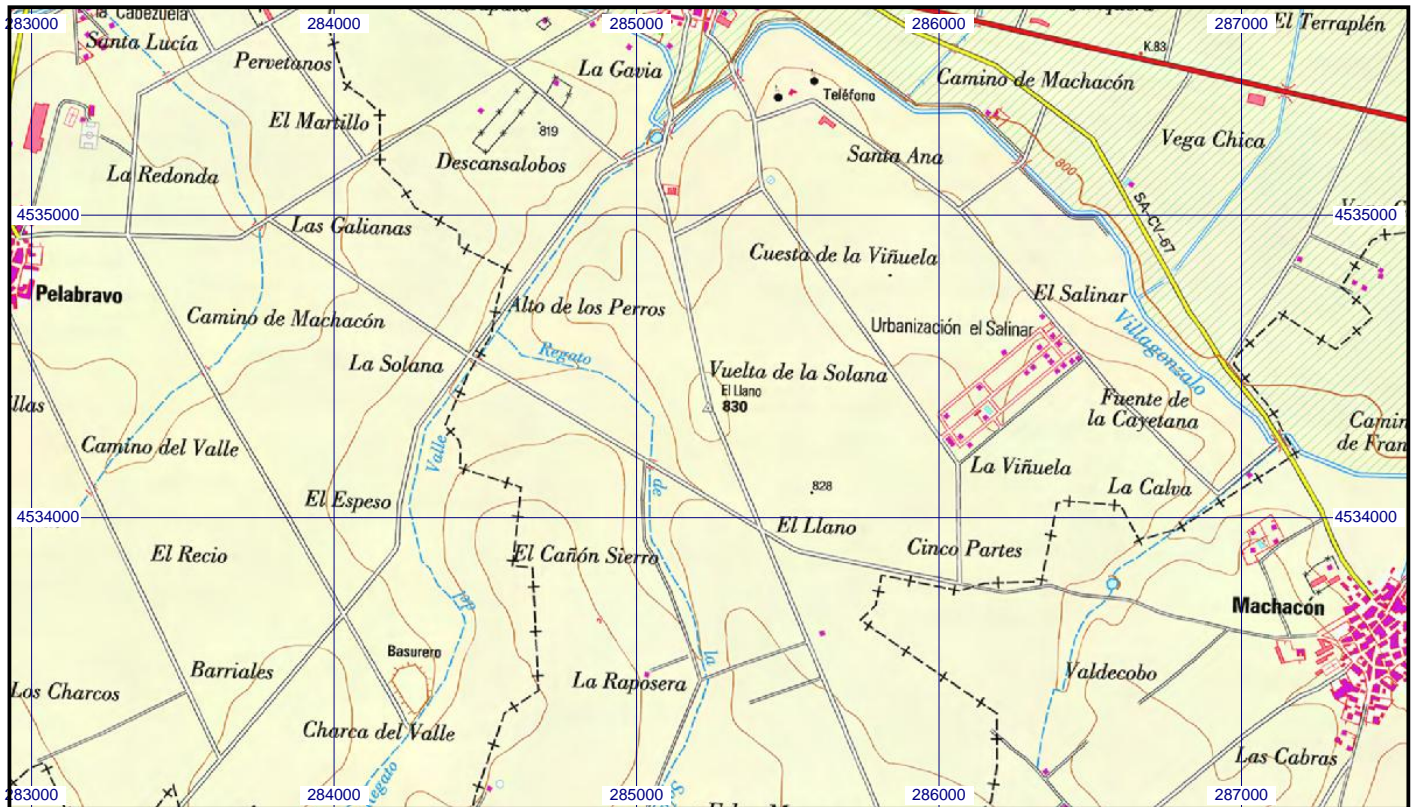 283000
284000
285000
286000
287000
la Cabezuela
El Terraplén
Santa Lucía
K.83
Pervetanos
La Gavia
Camino de Machacón
Teléfono
El Martillo
819
Vega Chica
Descansalobos
Santa Ana
800
La Redonda
SA-CV-67
4535000
4535000
Las Galianas
Cuesta de la Viñuela
Pelabravo
El Salinar
Alto de los Perros
Camino de Machacón
Urbanización el Salinar
Villagonzalo
Regato
La Solana
Vuelta de la Solana
El Llano
830
Fuente de
la Cayetana
Camino del Valle
Valle
La Viñuela
de
828
La Calva
El Espeso
4534000
4534000
El Llano
El Recio
El Cañón Sierro
Cinco Partes
del
Machacón
Basurero
la
Barriales
La Raposera
Valdecobo
Los Charcos
Charca del Valle
Las Cabras
Regato
283000
284000
285000
286000
287000